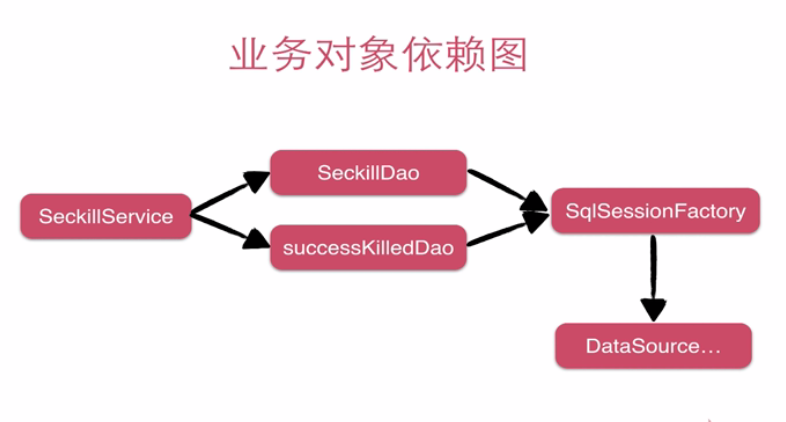 业务对象依赖图
SeckillDao
SeckillService
SqlSessionFactory
successKilledDao
DataSource...